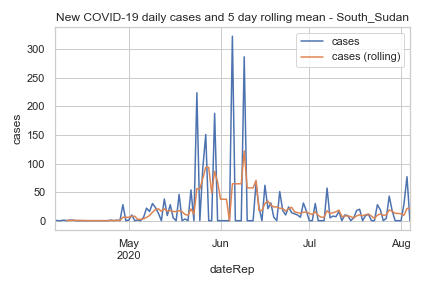 New COVID-19 daily cases and 5 day rolling mean - South_Sudan
cases
cases (rolling)
300
250
200
150
100
50
0
cases
May
2020
Jun
Jul
Aug
dateRep